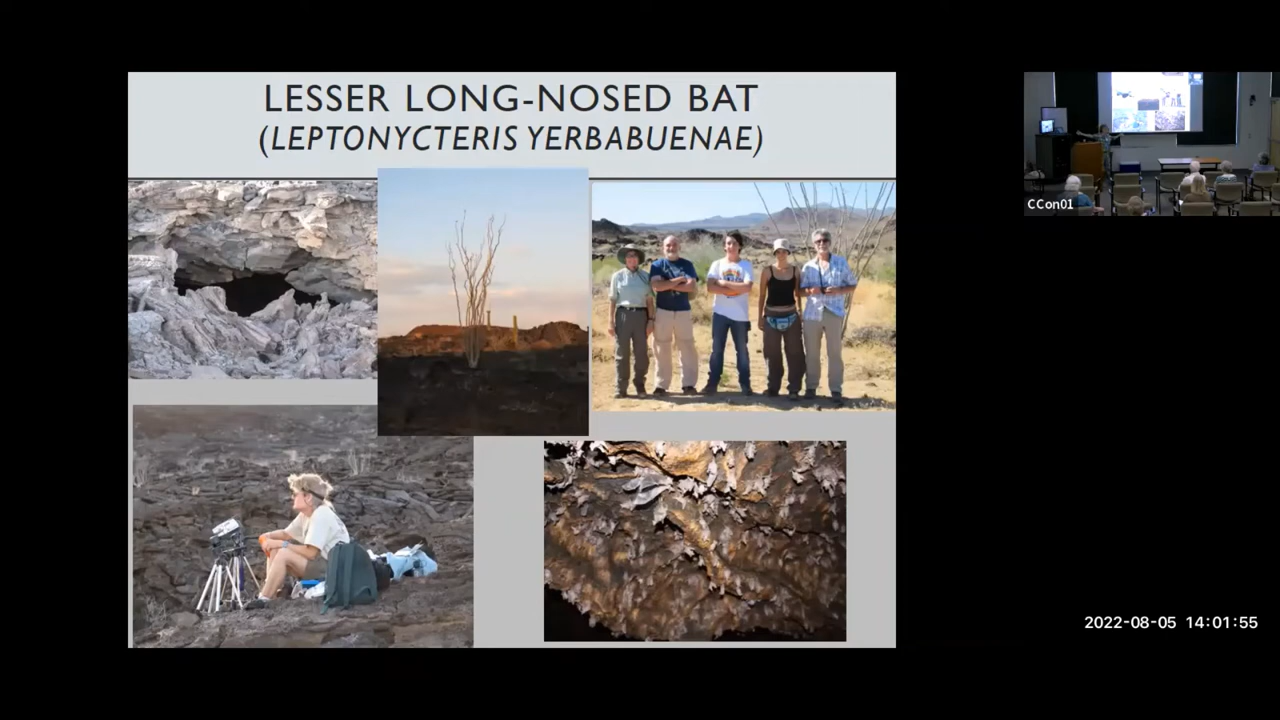 LESSER LONG-NOSED BAT
(LEPTONYCTERIS YERBABUENAE)
CCon01
2022-08-05 14:01:55